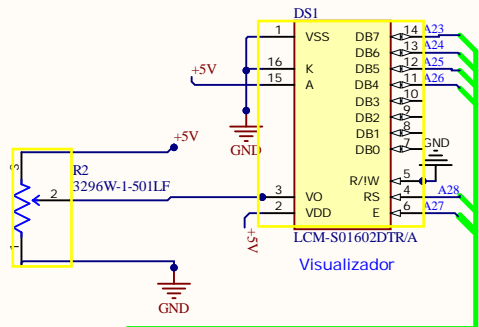 DS1
1 VSS DB7 14 A23
DB6 13 A24
16 K DB5 12 A25
+5V 15 A DB4 11 A26
DB3 10
DB2 9
DB1 8
DB0 7 GND
GND
+5V
R/!W 5
3 R2
3296W-1-501LF
2 3 VO RS 4 A28
2 VDD E 6 A27
+5V
LCM-S01602DTR/A
1
Visualizador
GND